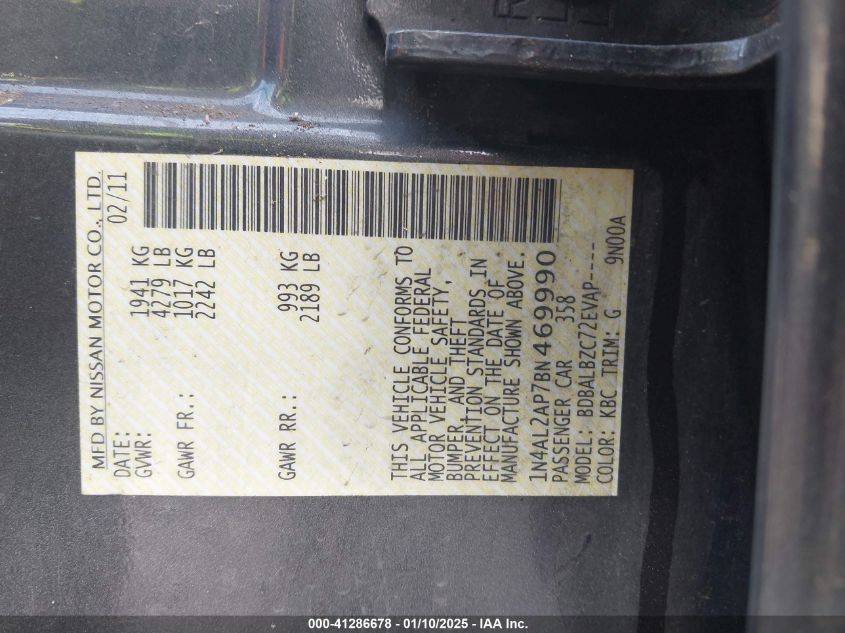 MFD BY NISSAN MOTOR CO., LTD.
DATE: 02/11
GVWR: 1941 KG
4279 LB
GAWR FR.: 1017 KG
2242 LB
GAWR RR.: 993 KG
2189 LB
THIS VEHICLE CONFORMS TO
ALL APPLICABLE FEDERAL
MOTOR VEHICLE SAFETY,
BUMPER, AND THEFT
PREVENTION STANDARDS IN
EFFECT ON THE DATE OF
MANUFACTURE SHOWN ABOVE.
1N4AL2AP7BN469990
PASSENGER CAR 358
MODEL: BDBALBZC72EVAP-----
COLOR: KBC TRIM: G 9N00A
000-41286678 - 01/10/2025 - IAA Inc.